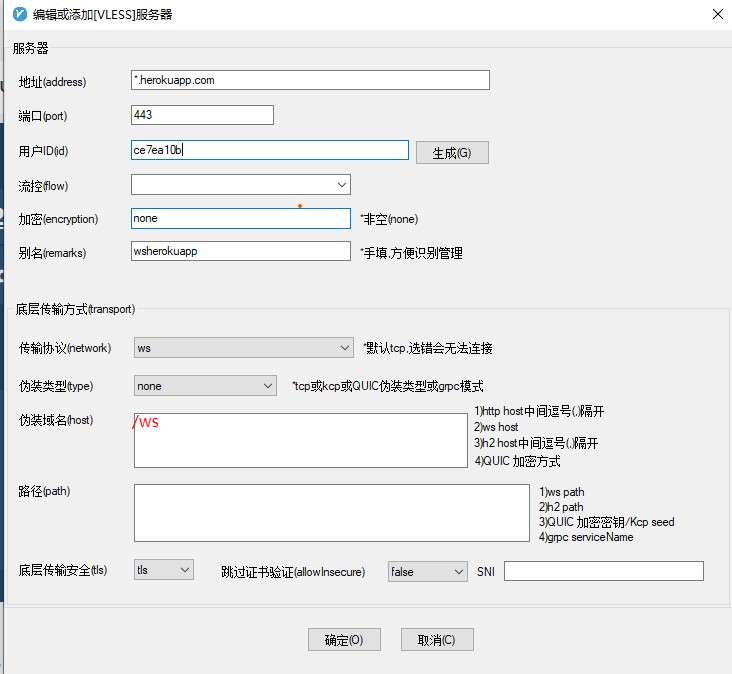 编辑或添加[VLESS]服务器
服务器
地址(address) *.herokuapp.com
端口(port) 443
用户ID(id) ce7ea10b 生成(G)
流控(flow)
加密(encryption) none *非空(none)
别名(remarks) wsherokuapp *手填,方便识别管理
底层传输方式(transport)
传输协议(network) ws *默认tcp,选错会无法连接
伪装类型(type) none *tcp或kcp或QUIC伪装类型或grpc模式
伪装域名(host) /ws 1)http host中间逗号(,)隔开
2)ws host
3)h2 host中间逗号(,)隔开
4)QUIC 加密方式
路径(path) 1)ws path
2)h2 path
3)QUIC 加密密钥/Kcp seed
4)grpc serviceName
底层传输安全(tls) tls 跳过证书验证(allowInsecure) false SNI
确定(O) 取消(C)